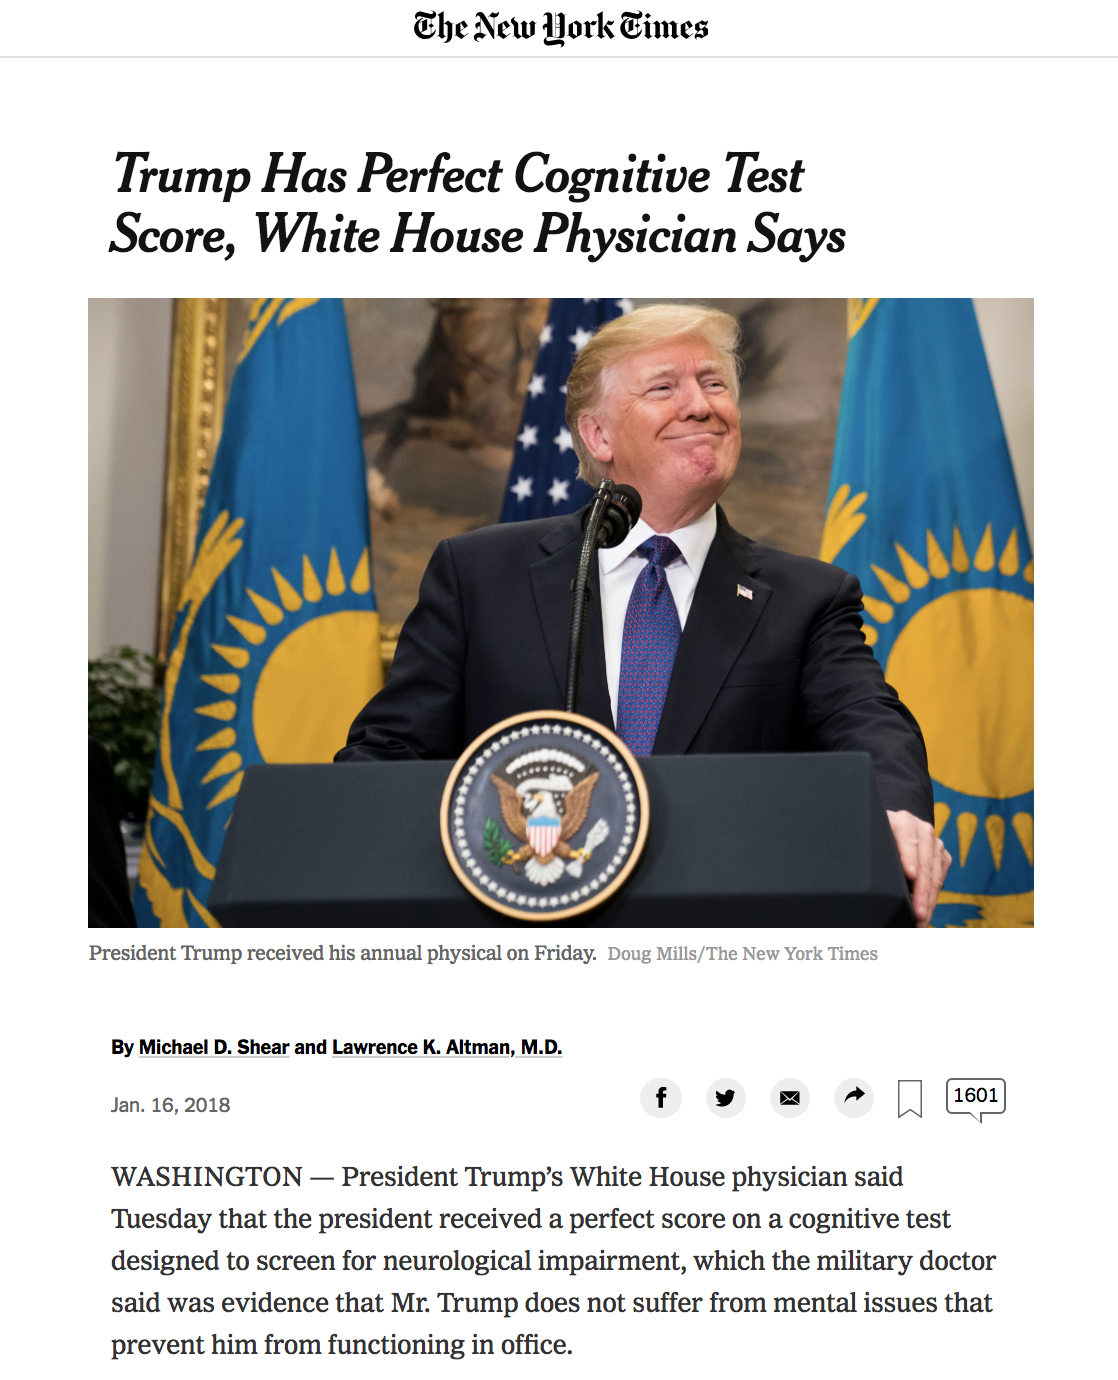 The New York Times
Trump Has Perfect Cognitive Test
Score, White House Physician Says
President Trump received his annual physical on Friday. Doug Mills/The New York Times
By Michael D. Shear and Lawrence K. Altman, M.D.
Jan. 16, 2018
1601
WASHINGTON — President Trump’s White House physician said
Tuesday that the president received a perfect score on a cognitive test
designed to screen for neurological impairment, which the military doctor
said was evidence that Mr. Trump does not suffer from mental issues that
prevent him from functioning in office.